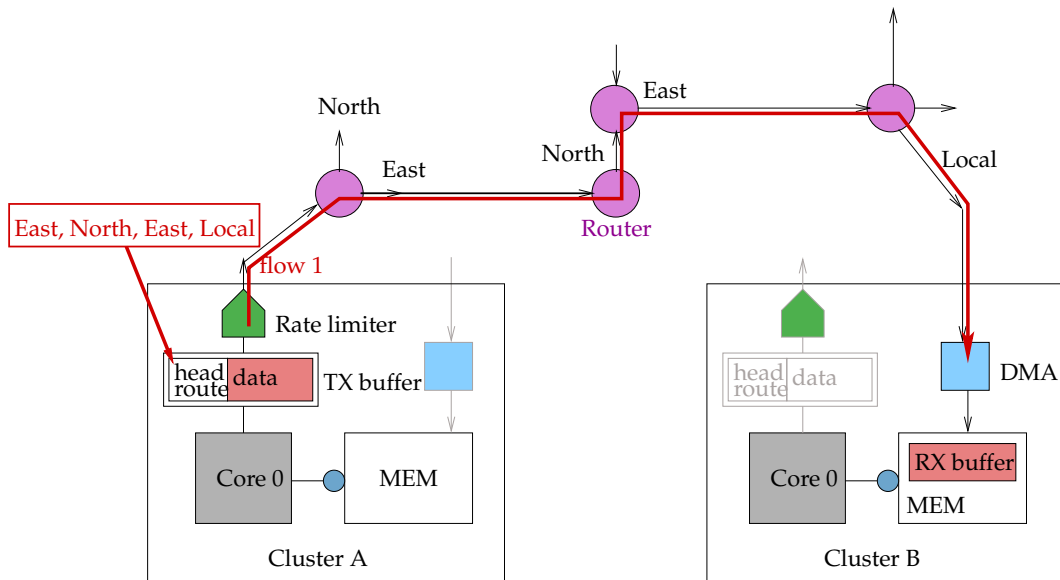 East
North
East
North
Local
East, North, East, Local
Router
flow 1
Rate limiter
head
route
data
TX buffer
head
route
data
DMA
Core 0
MEM
Core 0
RX buffer
MEM
Cluster A
Cluster B